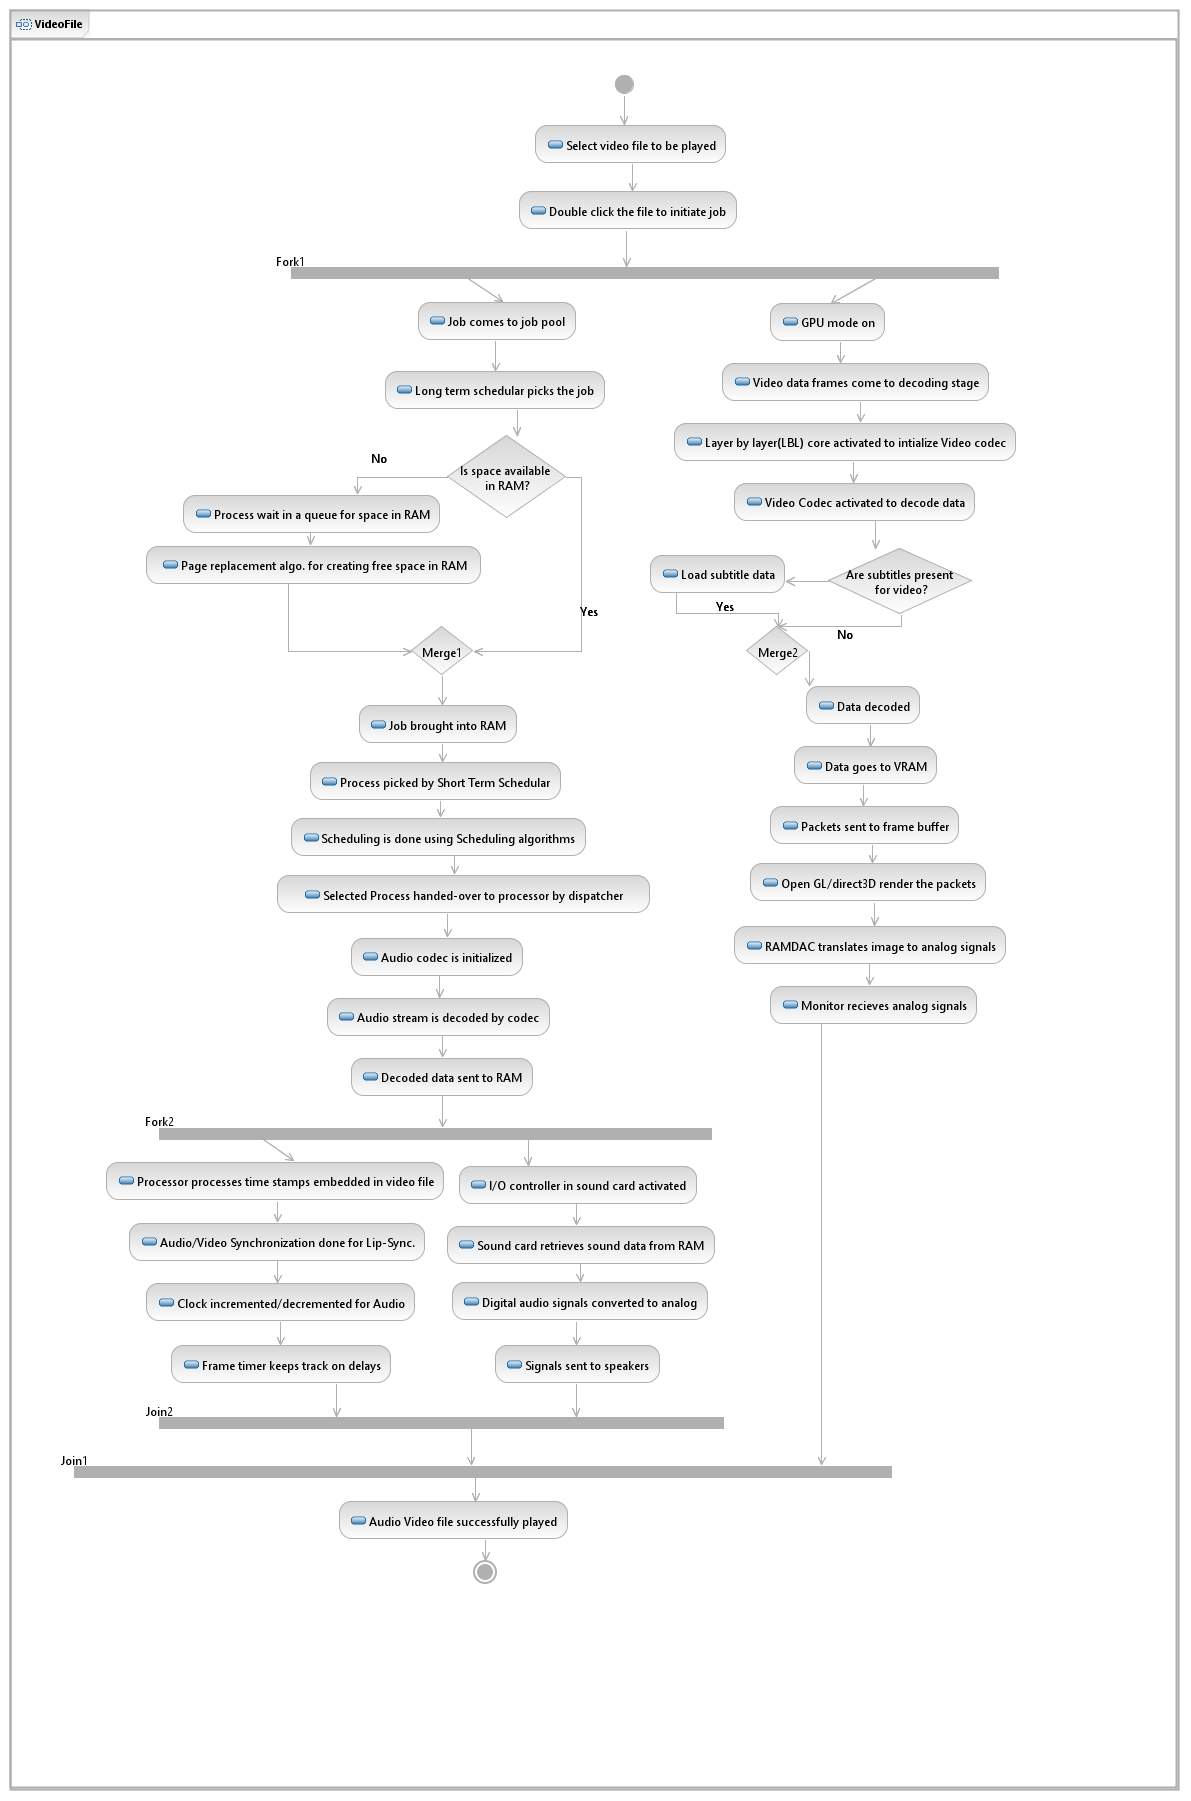 VideoFile
Select video file to be played
Double click the file to initiate job
Fork1
Job comes to job pool
GPU mode on
Long term schedular picks the job
Video data frames come to decoding stage
Layer by layer(LBL) core activated to intialize Video codec
No
Is space available
in RAM?
Process wait in a queue for space in RAM
Video Codec activated to decode data
Page replacement algo. for creating free space in RAM
Load subtitle data
Are subtitles present
for video?
Yes
Yes
No
Merge1
Merge2
Data decoded
Job brought into RAM
Data goes to VRAM
Process picked by Short Term Schedular
Packets sent to frame buffer
Scheduling is done using Scheduling algorithms
Open GL/direct3D render the packets
Selected Process handed-over to processor by dispatcher
RAMDAC translates image to analog signals
Audio codec is initialized
Monitor recieves analog signals
Audio stream is decoded by codec
Decoded data sent to RAM
Fork2
Processor processes time stamps embedded in video file
I/O controller in sound card activated
Audio/Video Synchronization done for Lip-Sync.
Sound card retrieves sound data from RAM
Clock incremented/decremented for Audio
Digital audio signals converted to analog
Frame timer keeps track on delays
Signals sent to speakers
Join2
Join1
Audio Video file successfully played